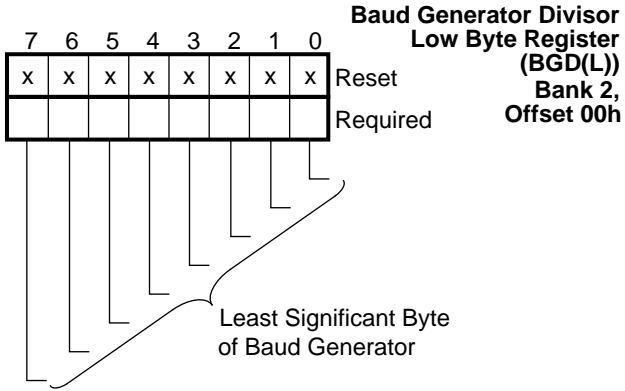 Baud Generator Divisor
Low Byte Register
(BGD(L))
Bank 2,
Offset 00h
7 6 5 4 3 2 1 0
x x x x x x x x Reset
Required
Least Significant Byte
of Baud Generator